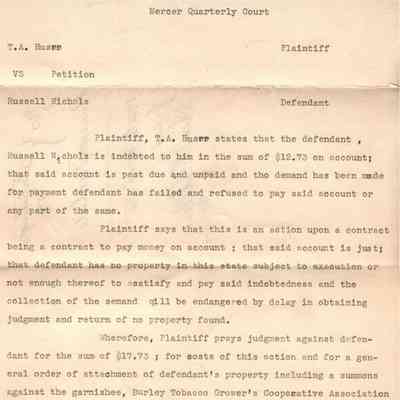 Mercer Quarterly Court
T.A. Husrr Plaintiff
VS Petition
Russell Nichols Defendant
Plaintiff, T.A. Husrr states that the defendant ,
Russell Nichols is indebted to him in the sum of $12.73 on account;
that said account is past due and unpaid and the demand has been made
for payment defendant has failed and refused to pay said account or
any part of the same.
Plaintiff says that this is an action upon a contract
being a contract to pay money on account ; that said account is just;
that defendant has no property in this state subject to execution or
not enough thereof to satisfy and pay said indebtedness and the
collection of the demand will be endangered by delay in obtaining
judgment and return of no property found.
Wherefore, Plaintiff prays judgment against defen-
dant for the sum of $17.73 ; for costs of this action and for a gen-
eral order of attachment of defendant's property including a summons
against the garnishee, Burley Tobacco Grower's Cooperative Association